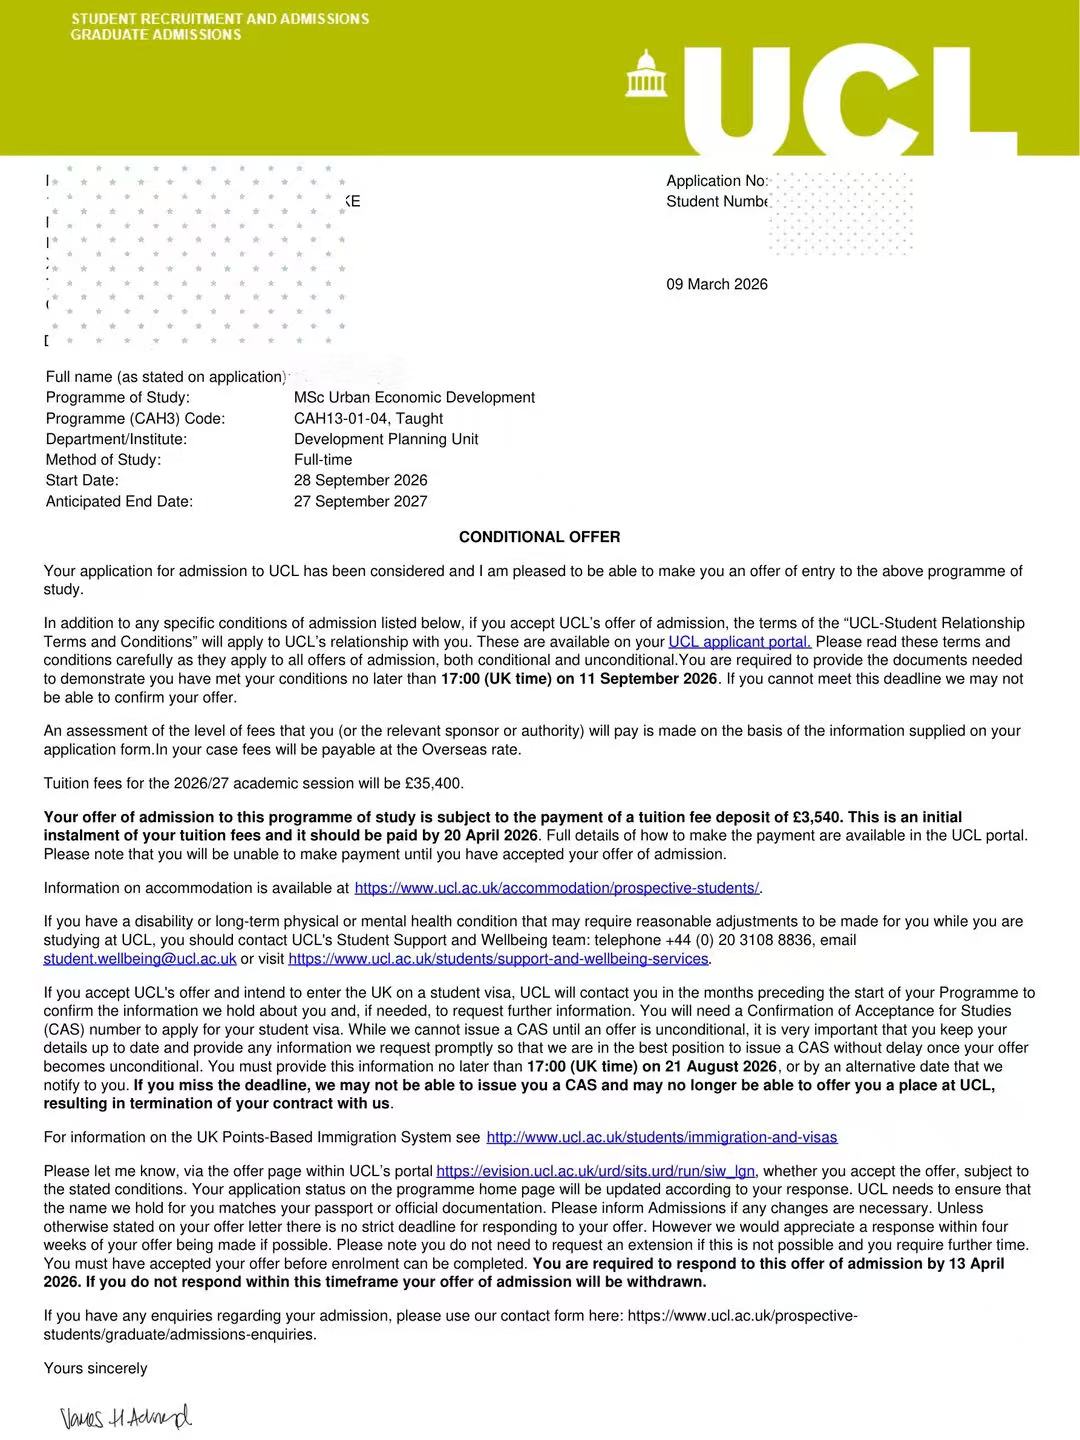 STUDENT RECRUITMENT AND ADMISSIONS
GRADUATE ADMISSIONS
UCL
Application No:
Student Numbe
KE
09 March 2026
Full name (as stated on application)
Programme of Study: MSc Urban Economic Development
Programme (CAH3) Code: CAH13-01-04, Taught
Department/Institute: Development Planning Unit
Method of Study: Full-time
Start Date: 28 September 2026
Anticipated End Date: 27 September 2027
CONDITIONAL OFFER
Your application for admission to UCL has been considered and I am pleased to be able to make you an offer of entry to the above programme of
study.
In addition to any specific conditions of admission listed below, if you accept UCL's offer of admission, the terms of the “UCL-Student Relationship
Terms and Conditions” will apply to UCL's relationship with you. These are available on your UCL applicant portal. Please read these terms and
conditions carefully as they apply to all offers of admission, both conditional and unconditional.You are required to provide the documents needed
to demonstrate you have met your conditions no later than 17:00 (UK time) on 11 September 2026. If you cannot meet this deadline we may not
be able to confirm your offer.
An assessment of the level of fees that you (or the relevant sponsor or authority) will pay is made on the basis of the information supplied on your
application form.In your case fees will be payable at the Overseas rate.
Tuition fees for the 2026/27 academic session will be £35,400.
Your offer of admission to this programme of study is subject to the payment of a tuition fee deposit of £3,540. This is an initial
instalment of your tuition fees and it should be paid by 20 April 2026. Full details of how to make the payment are available in the UCL portal.
Please note that you will be unable to make payment until you have accepted your offer of admission.
Information on accommodation is available at https://www.ucl.ac.uk/accommodation/prospective-students/.
If you have a disability or long-term physical or mental health condition that may require reasonable adjustments to be made for you while you are
studying at UCL, you should contact UCL's Student Support and Wellbeing team: telephone +44 (0) 20 3108 8836, email
student.wellbeing@ucl.ac.uk or visit https://www.ucl.ac.uk/students/support-and-wellbeing-services.
If you accept UCL's offer and intend to enter the UK on a student visa, UCL will contact you in the months preceding the start of your Programme to
confirm the information we hold about you and, if needed, to request further information. You will need a Confirmation of Acceptance for Studies
(CAS) number to apply for your student visa. While we cannot issue a CAS until an offer is unconditional, it is very important that you keep your
details up to date and provide any information we request promptly so that we are in the best position to issue a CAS without delay once your offer
becomes unconditional. You must provide this information no later than 17:00 (UK time) on 21 August 2026, or by an alternative date that we
notify to you. If you miss the deadline, we may not be able to issue you a CAS and may no longer be able to offer you a place at UCL,
resulting in termination of your contract with us.
For information on the UK Points-Based Immigration System see http://www.ucl.ac.uk/students/immigration-and-visas
Please let me know, via the offer page within UCL's portal https://evision.ucl.ac.uk/urd/sits.urd/run/siw_lgn, whether you accept the offer, subject to
the stated conditions. Your application status on the programme home page will be updated according to your response. UCL needs to ensure that
the name we hold for you matches your passport or official documentation. Please inform Admissions if any changes are necessary. Unless
otherwise stated on your offer letter there is no strict deadline for responding to your offer. However we would appreciate a response within four
weeks of your offer being made if possible. Please note you do not need to request an extension if this is not possible and you require further time.
You must have accepted your offer before enrolment can be completed. You are required to respond to this offer of admission by 13 April
2026. If you do not respond within this timeframe your offer of admission will be withdrawn.
If you have any enquiries regarding your admission, please use our contact form here: https://www.ucl.ac.uk/prospective-
students/graduate/admissions-enquiries.
Yours sincerely